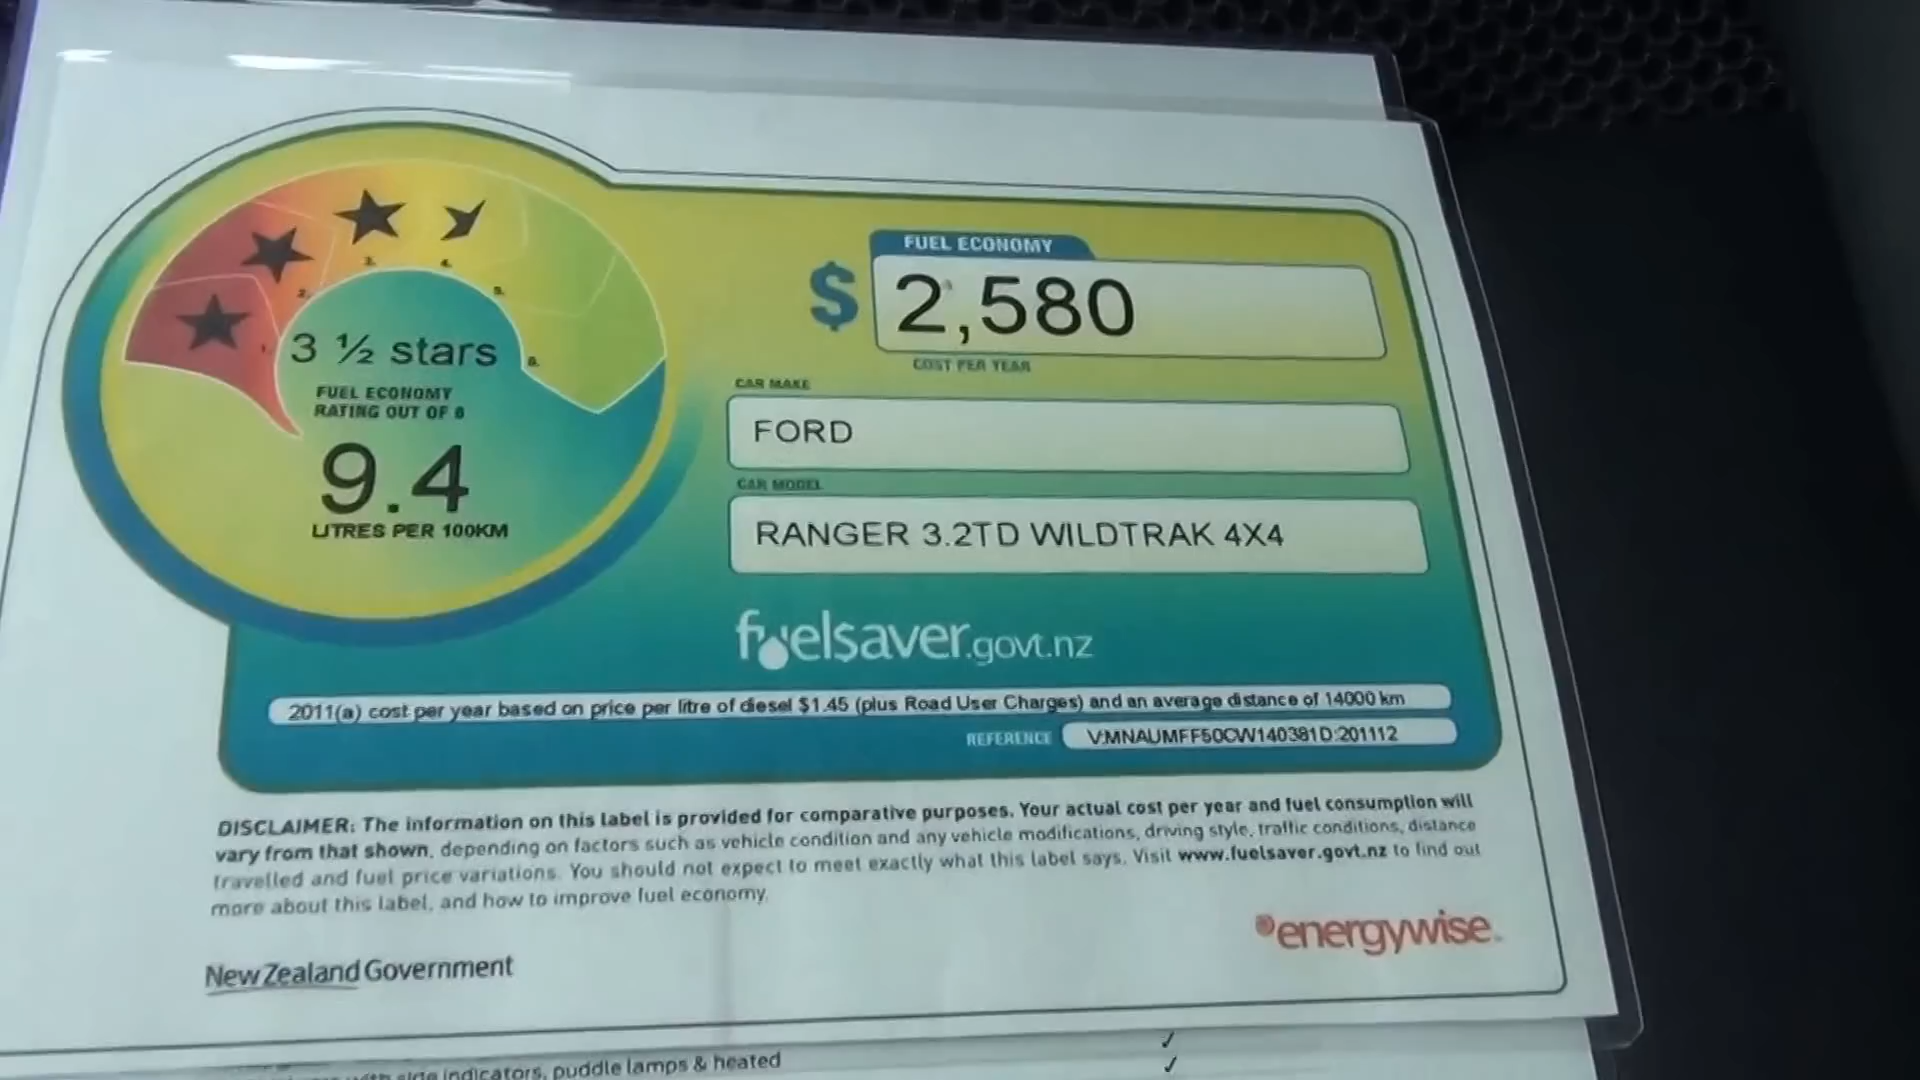 3 ½ stars
FUEL ECONOMY
RATING OUT OF 6
9.4
LITRES PER 100KM
1.
2.
3.
4.
5.
6.
FUEL ECONOMY
$ 2,580
COST PER YEAR
CAR MAKE
FORD
CAR MODEL
RANGER 3.2TD WILDTRAK 4X4
fuelsaver.govt.nz
2011(a) cost per year based on price per litre of diesel $1.45 (plus Road User Charges) and an average distance of 14000 km
REFERENCE V:MNAUMFF50CW140381D:201112
DISCLAIMER: The information on this label is provided for comparative purposes. Your actual cost per year and fuel consumption will
vary from that shown, depending on factors such as vehicle condition and any vehicle modifications, driving style, traffic conditions, distance
travelled and fuel price variations. You should not expect to meet exactly what this label says. Visit www.fuelsaver.govt.nz to find out
more about this label, and how to improve fuel economy.
energywise
New Zealand Government
with side indicators, puddle lamps & heated